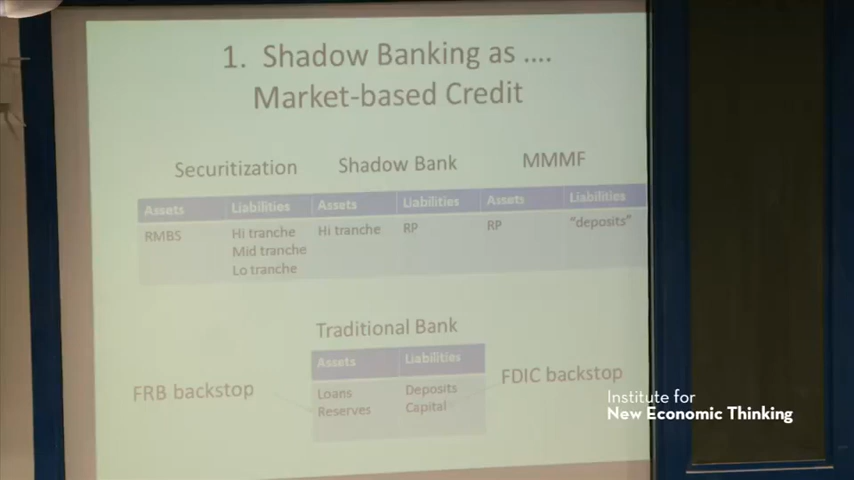 1. Shadow Banking as ....
Market-based Credit
Securitization Shadow Bank MMMF
Assets Liabilities Assets Liabilities Assets Liabilities
RMBS Hi tranche Hi tranche RP RP "deposits"
Mid tranche
Lo tranche
Traditional Bank
Assets Liabilities
FRB backstop Loans Deposits FDIC backstop
Reserves Capital
Institute for
New Economic Thinking